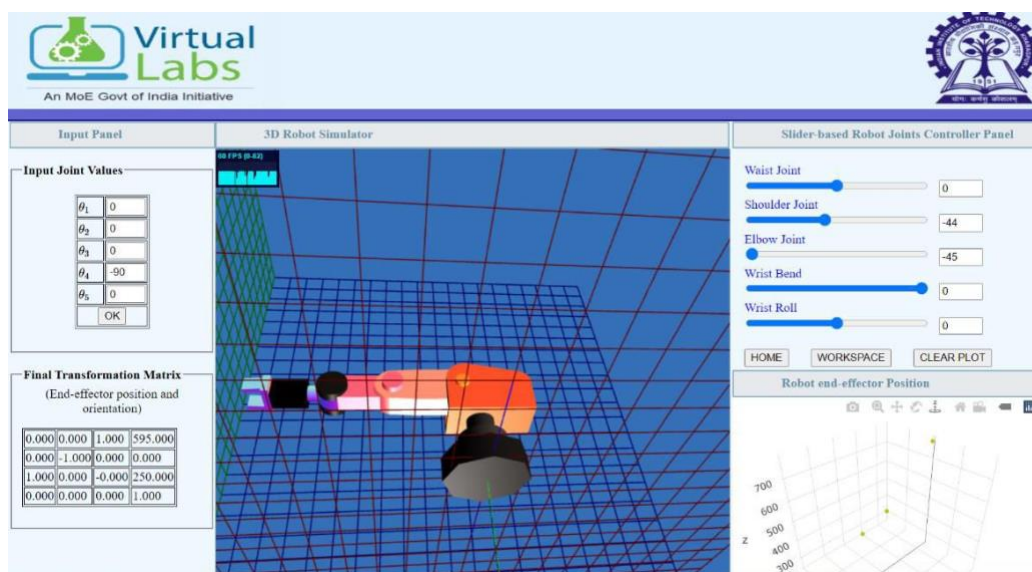 Virtual
Labs
An MoE Govt of India Initiative
Input Panel
3D Robot Simulator
Slider-based Robot Joints Controller Panel
Input Joint Values
θ1 0
θ2 0
θ3 0
θ4 -90
θ5 0
OK
Final Transformation Matrix
(End-effector position and
orientation)
0.000 0.000 1.000 595.000
0.000 -1.000 0.000 0.000
1.000 0.000 -0.000 250.000
0.000 0.000 0.000 1.000
60 FPS (0-62)
Waist Joint
0
Shoulder Joint
-44
Elbow Joint
-45
Wrist Bend
0
Wrist Roll
0
HOME WORKSPACE CLEAR PLOT
Robot end-effector Position
700
600
500
400
300
z